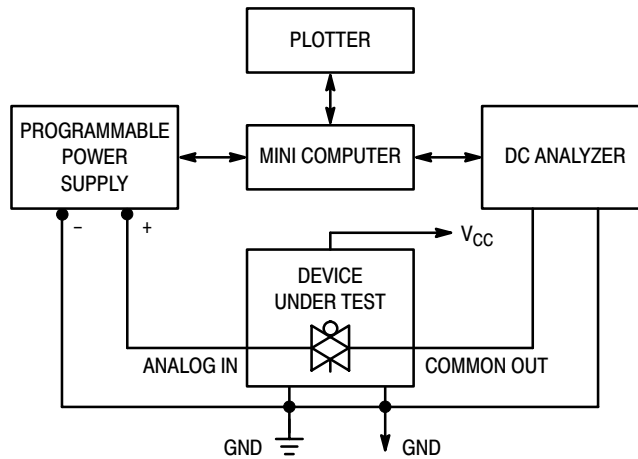 PLOTTER
PROGRAMMABLE
POWER
SUPPLY
MINI COMPUTER
DC ANALYZER
− +
VCC
DEVICE
UNDER TEST
ANALOG IN
COMMON OUT
GND
GND